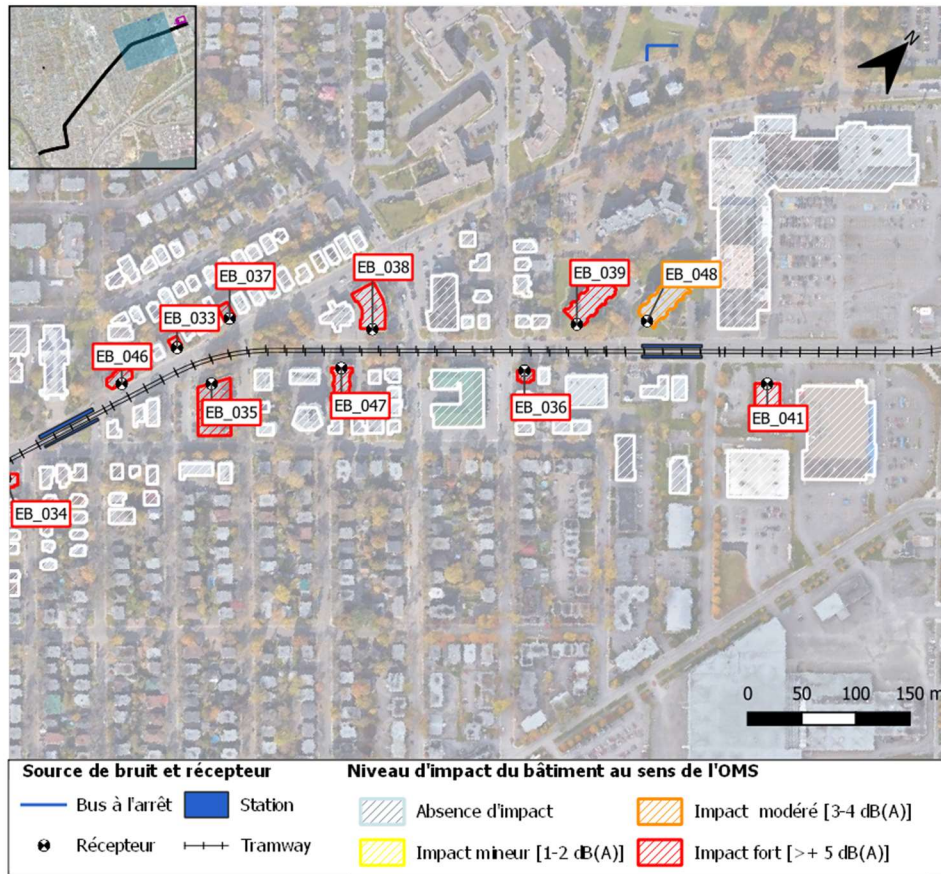 N
EB_048
EB_038
EB_039
EB_037
EB_033
EB_046
EB_035
EB_047
EB_036
EB_041
EB_034
0 50 100 150 m
Source de bruit et récepteur
Bus à l'arrêt
Station
Récepteur
Tramway
Niveau d'impact du bâtiment au sens de l'OMS
Absence d'impact
Impact modéré [3-4 dB(A)]
Impact mineur [1-2 dB(A)]
Impact fort [>+ 5 dB(A)]